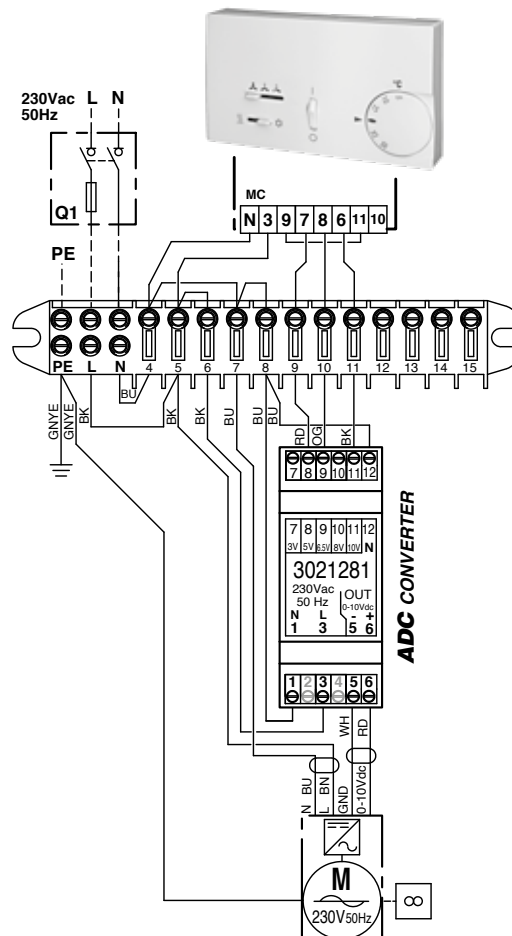 °C
230Vac L N
50Hz
Q1
MC
N 3 9 7 8 6 11 10
PE
PE L N 4 5 6 7 8 9 10 11 12 13 14 15
GNYE
GNYE
BK
BU
BK
BK
BU
BU
BU
RD
OG
BK
7 8 9 10 11 12
7 8 9 10 11 12
3V 5V 6.5V 8V 10V N
3021281
230Vac
50 Hz
OUT
0-10Vdc
N L - +
1 3 5 6
ADC CONVERTER
1 2 3 4 5 6
WH
RD
N BU
L BN
GND
0-10Vdc
M
230V50Hz
8